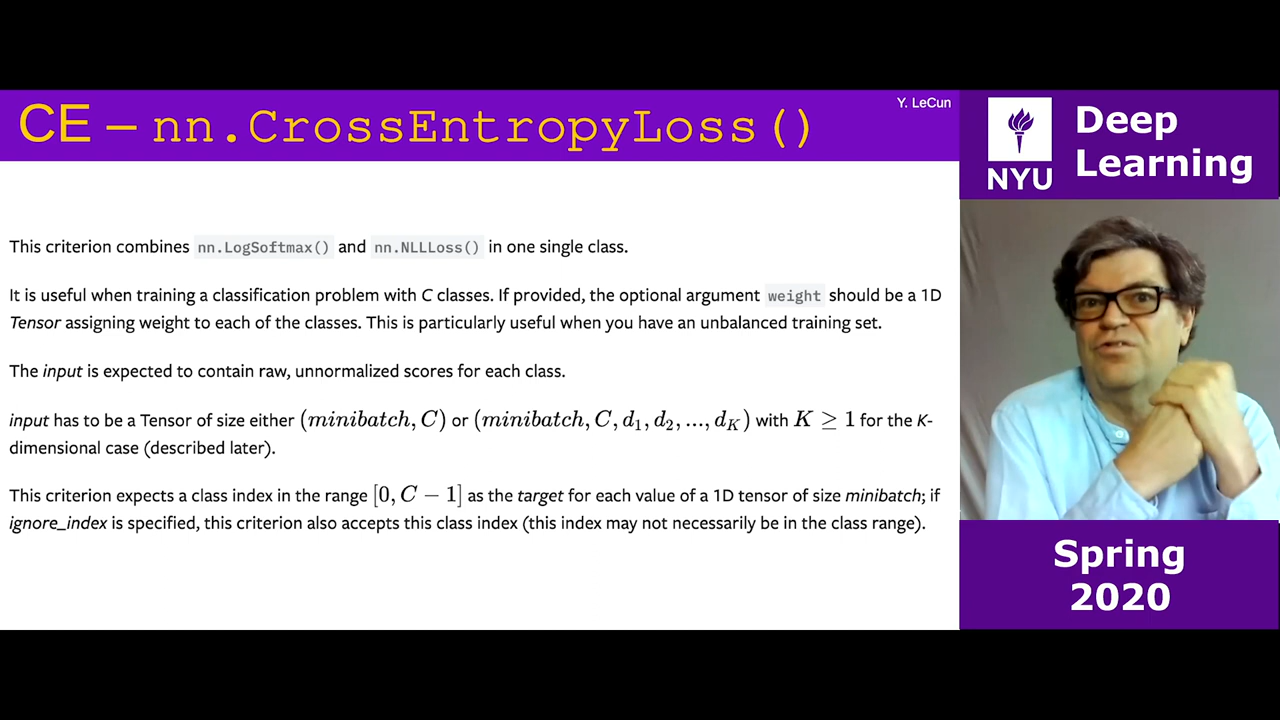 CE – nn.CrossEntropyLoss()
Y. LeCun
This criterion combines nn.LogSoftmax() and nn.NLLLoss() in one single class.
It is useful when training a classification problem with C classes. If provided, the optional argument weight should be a 1D
Tensor assigning weight to each of the classes. This is particularly useful when you have an unbalanced training set.
The input is expected to contain raw, unnormalized scores for each class.
input has to be a Tensor of size either (minibatch, C) or (minibatch, C, d₁, d₂, ..., d_K) with K ≥ 1 for the K-
dimensional case (described later).
This criterion expects a class index in the range [0, C − 1] as the target for each value of a 1D tensor of size minibatch; if
ignore_index is specified, this criterion also accepts this class index (this index may not necessarily be in the class range).
NYU
Deep
Learning
Spring
2020